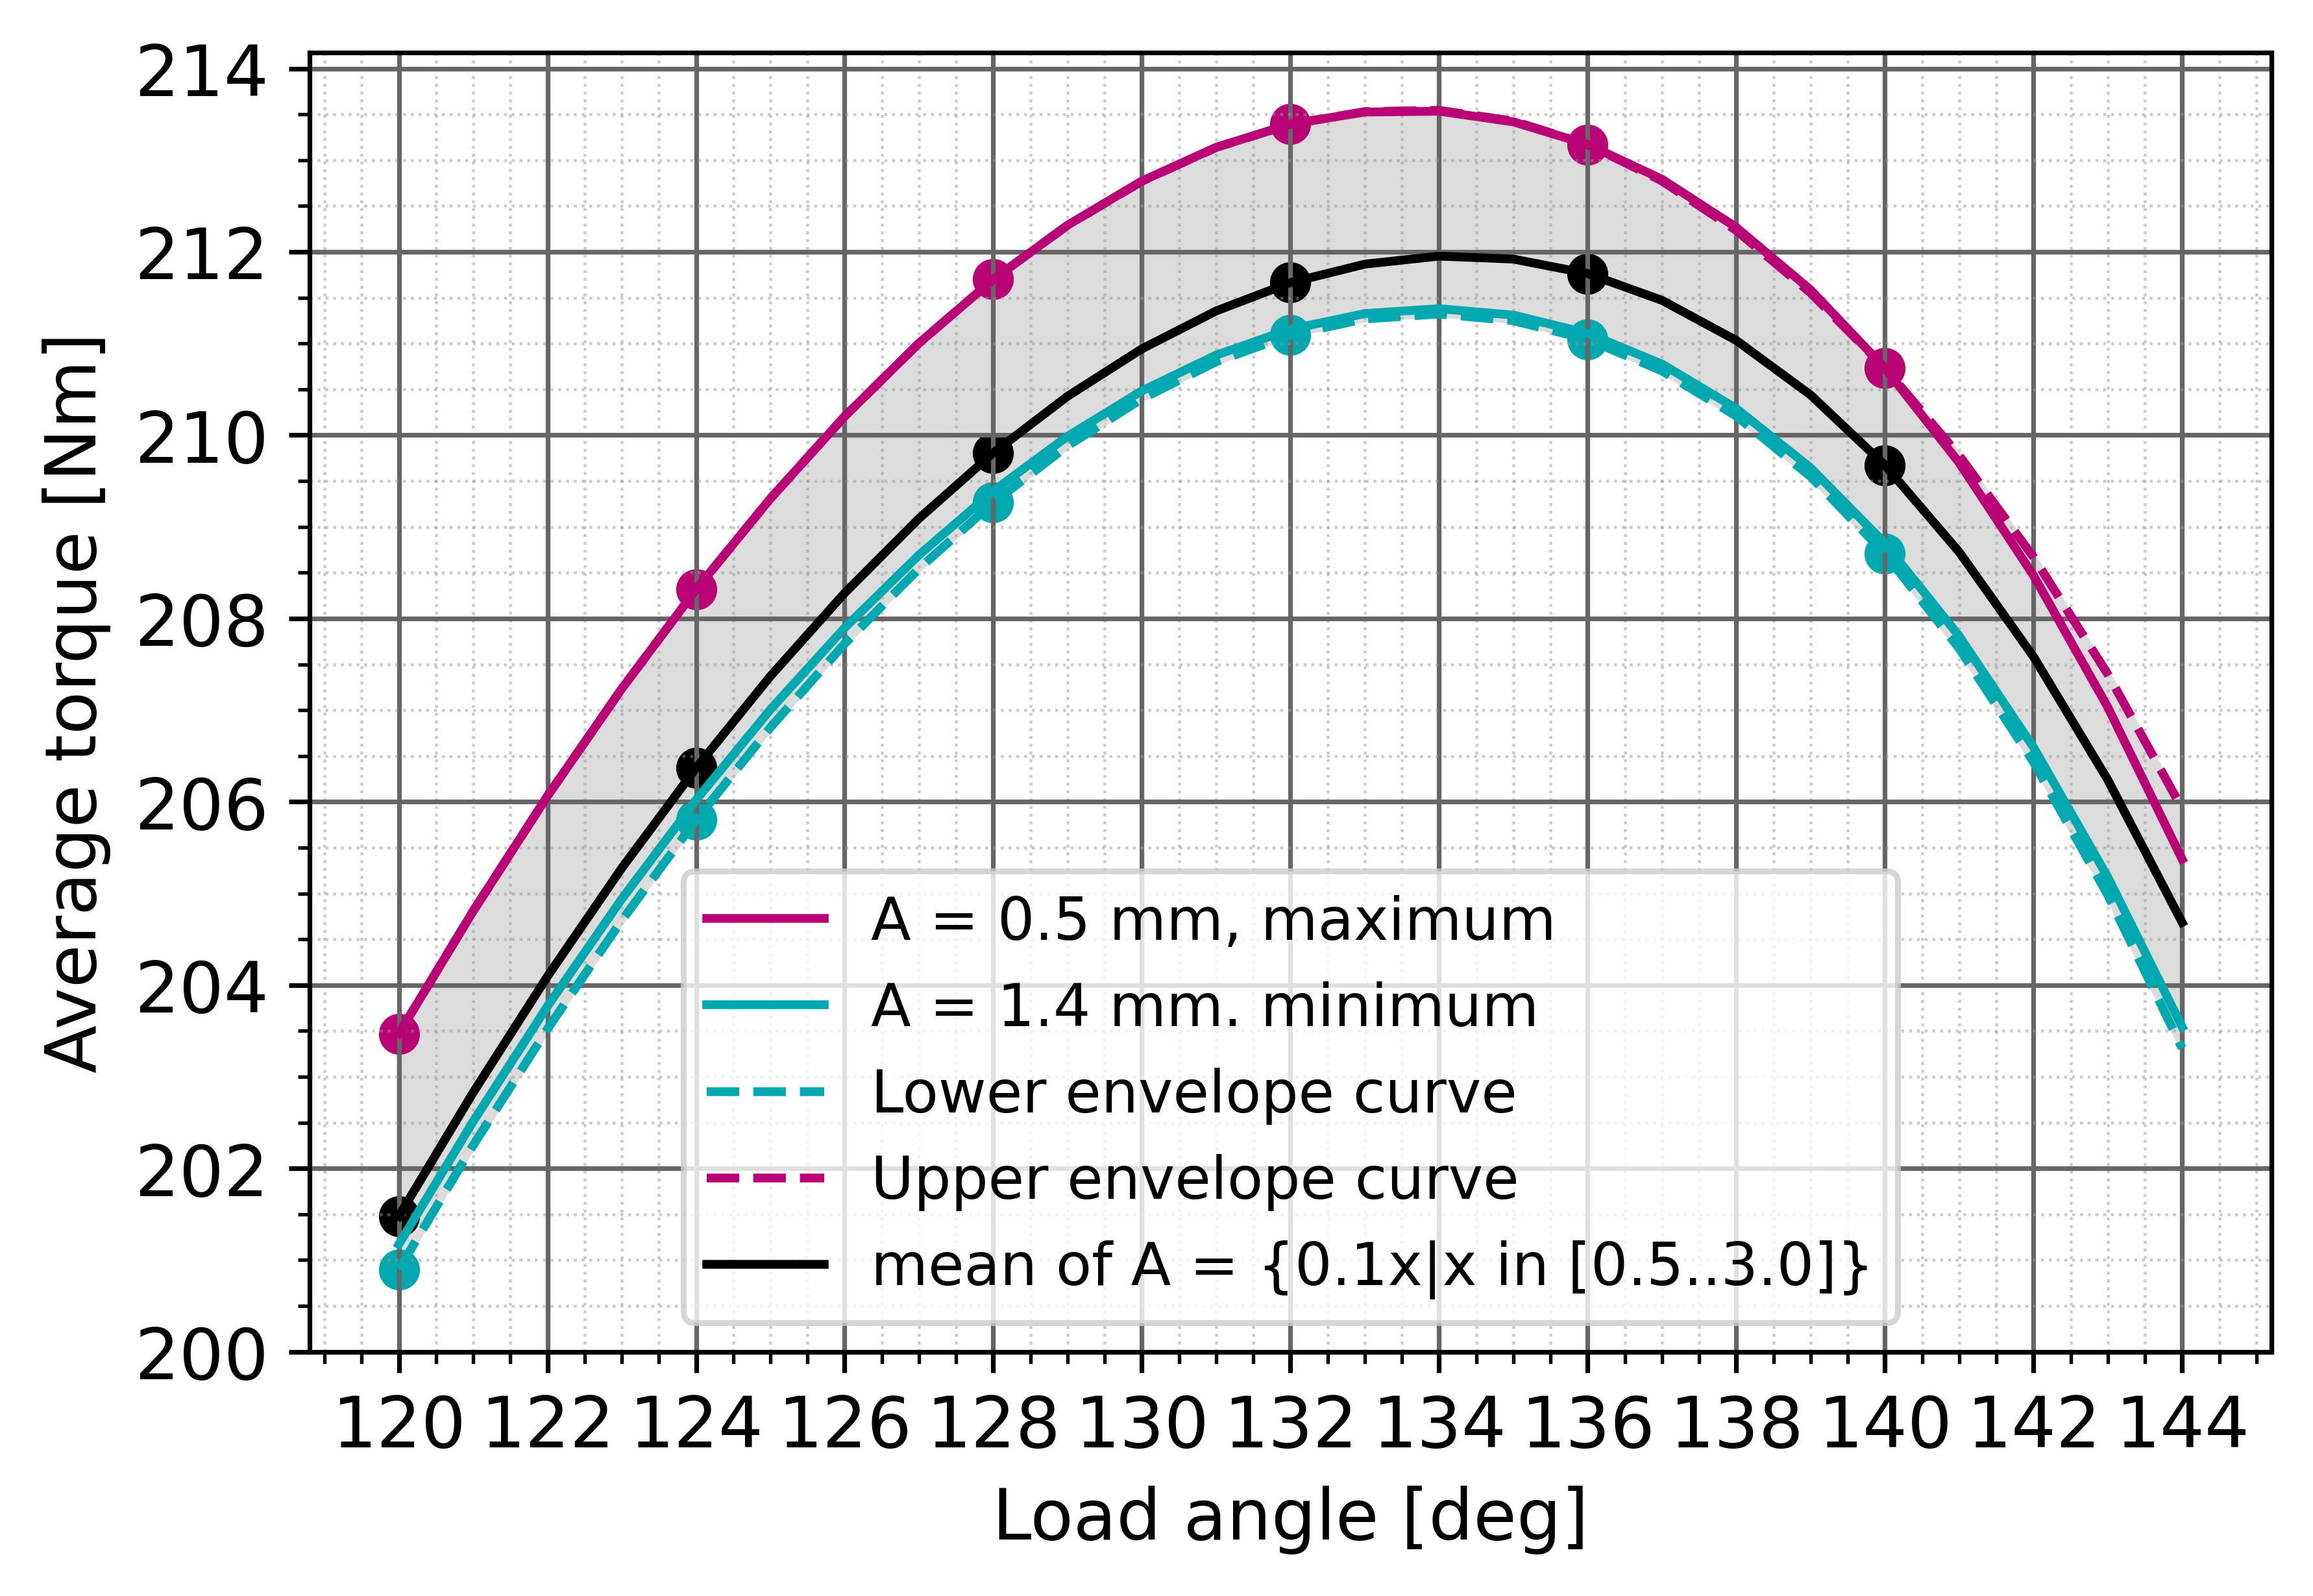 214
212
210
208
206
204
202
200
Average torque [Nm]
A = 0.5 mm, maximum
A = 1.4 mm. minimum
Lower envelope curve
Upper envelope curve
mean of A = {0.1x|x in [0.5..3.0]}
120 122 124 126 128 130 132 134 136 138 140 142 144
Load angle [deg]